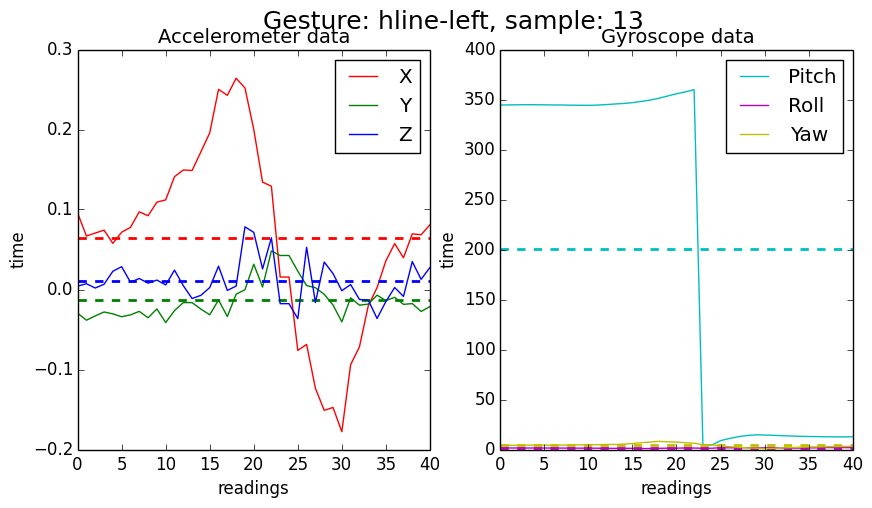 Gesture: hline-left, sample: 13
Accelerometer data
0.3
0.2
0.1
0.0
−0.1
−0.2
time
0 5 10 15 20 25 30 35 40
readings
X
Y
Z
Gyroscope data
400
350
300
250
200
150
100
50
0
time
0 5 10 15 20 25 30 35 40
readings
Pitch
Roll
Yaw